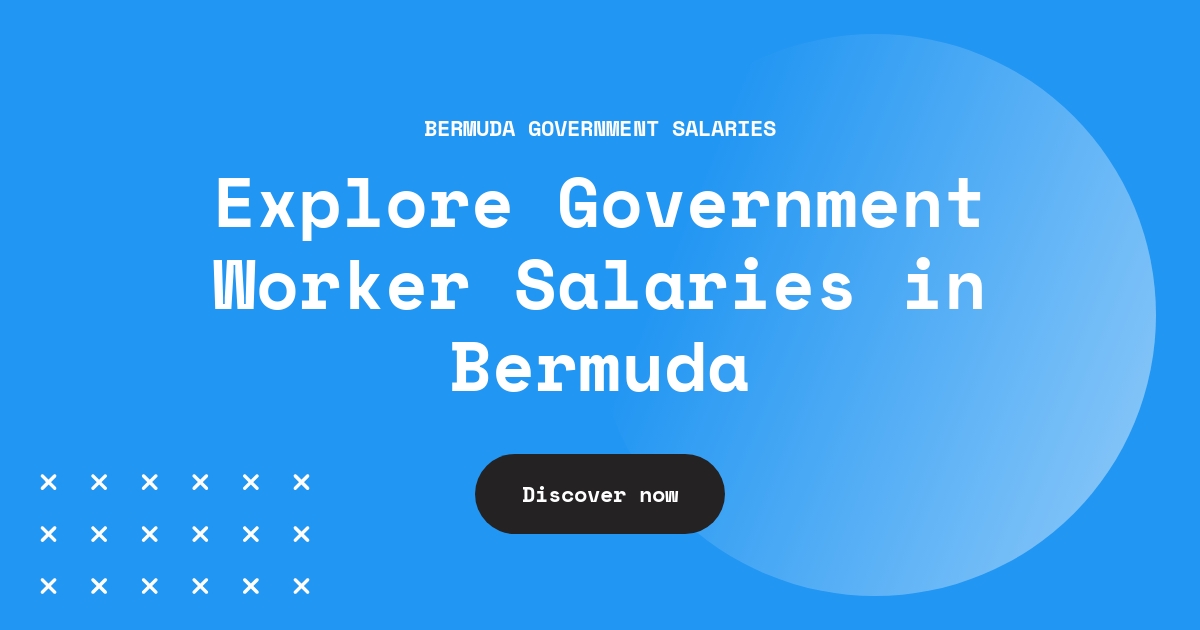 BERMUDA GOVERNMENT SALARIES
Explore Government
Worker Salaries in
Bermuda
Discover now